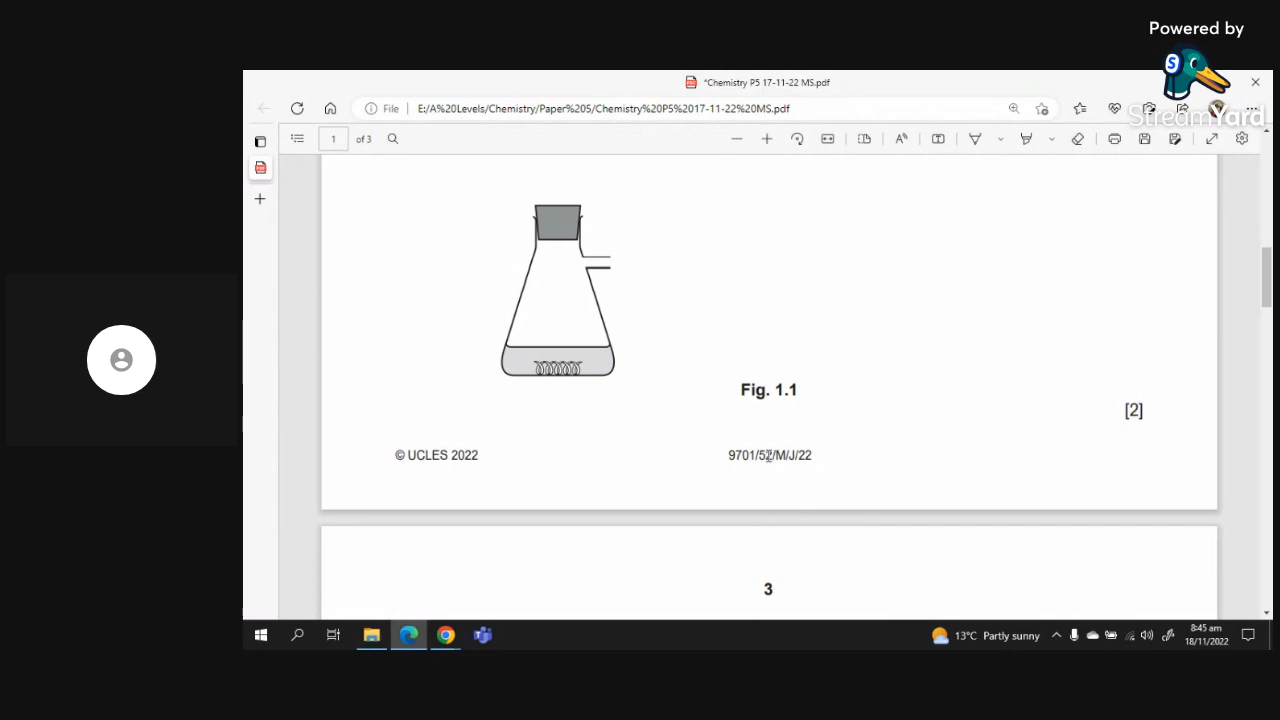 Powered by
StreamYard
*Chemistry P5 17-11-22 MS.pdf
File | E:/A%20Levels/Chemistry/Paper%205/Chemistry%20P5%2017-11-22%20MS.pdf
1 of 3
Fig. 1.1
[2]
© UCLES 2022
9701/52/M/J/22
3
13°C Partly sunny
8:45 am
18/11/2022